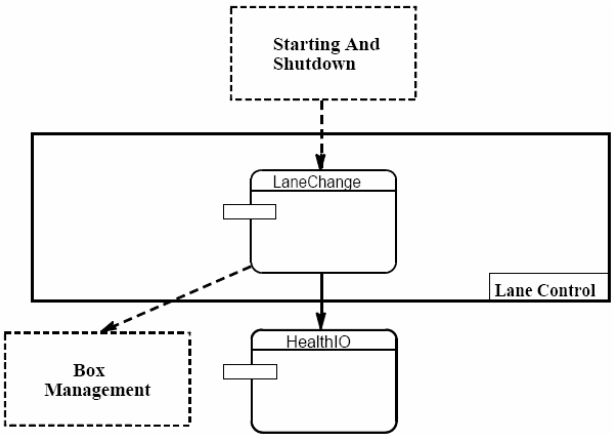 Starting And
Shutdown
LaneChange
Lane Control
HealthIO
Box
Management